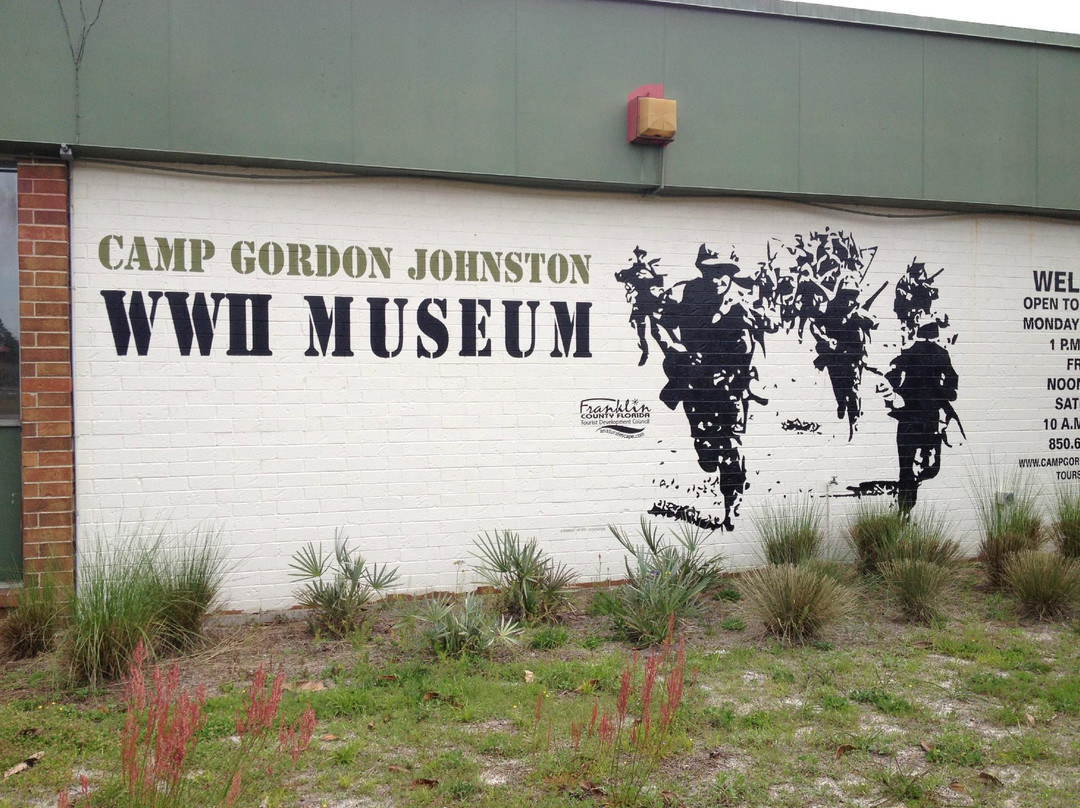 CAMP GORDON JOHNSTON
WWII MUSEUM
Franklin
COUNTY FLORIDA
Tourist Development Council
WEL
OPEN TO
MONDAY
1 P.M
FR
NOO
SAT
10 A.M
850.6
WWW.CAMPGOR
TOURS